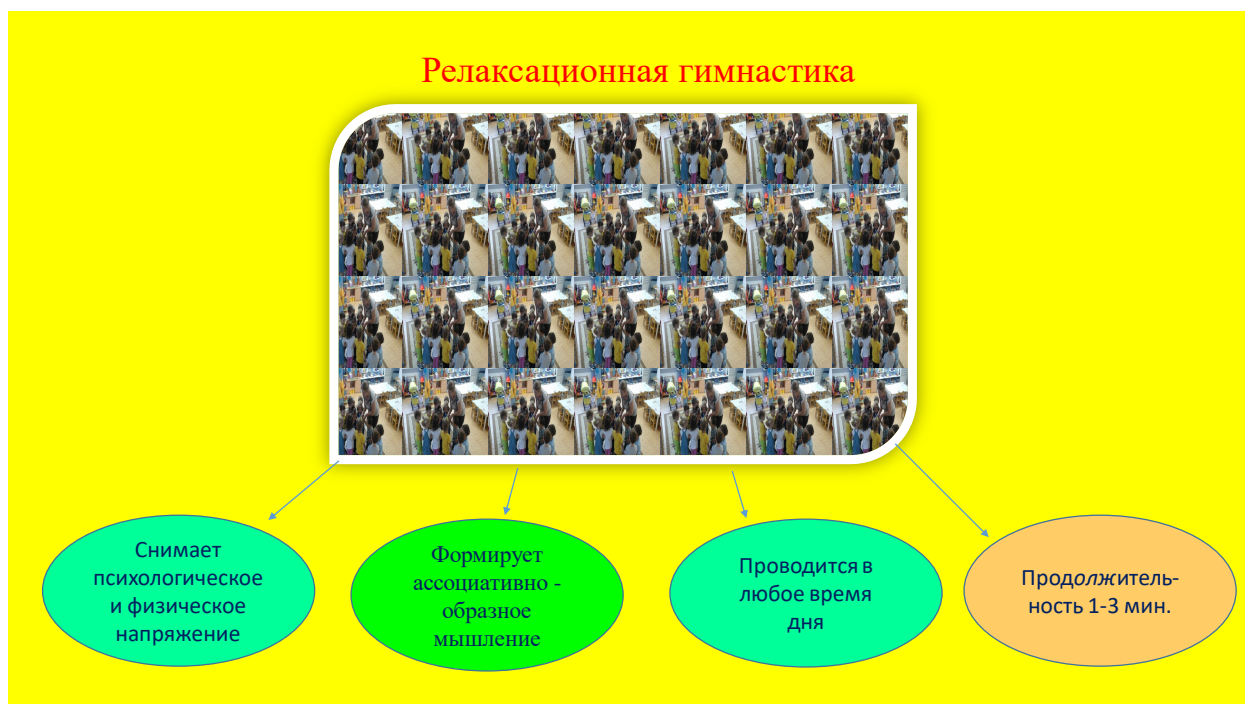 Релаксационная гимнастика
Снимает
психологическое
и физическое
напряжение
Формирует
ассоциативно -
образное
мышление
Проводится в
любое время
дня
Продолжитель-
ность 1-3 мин.